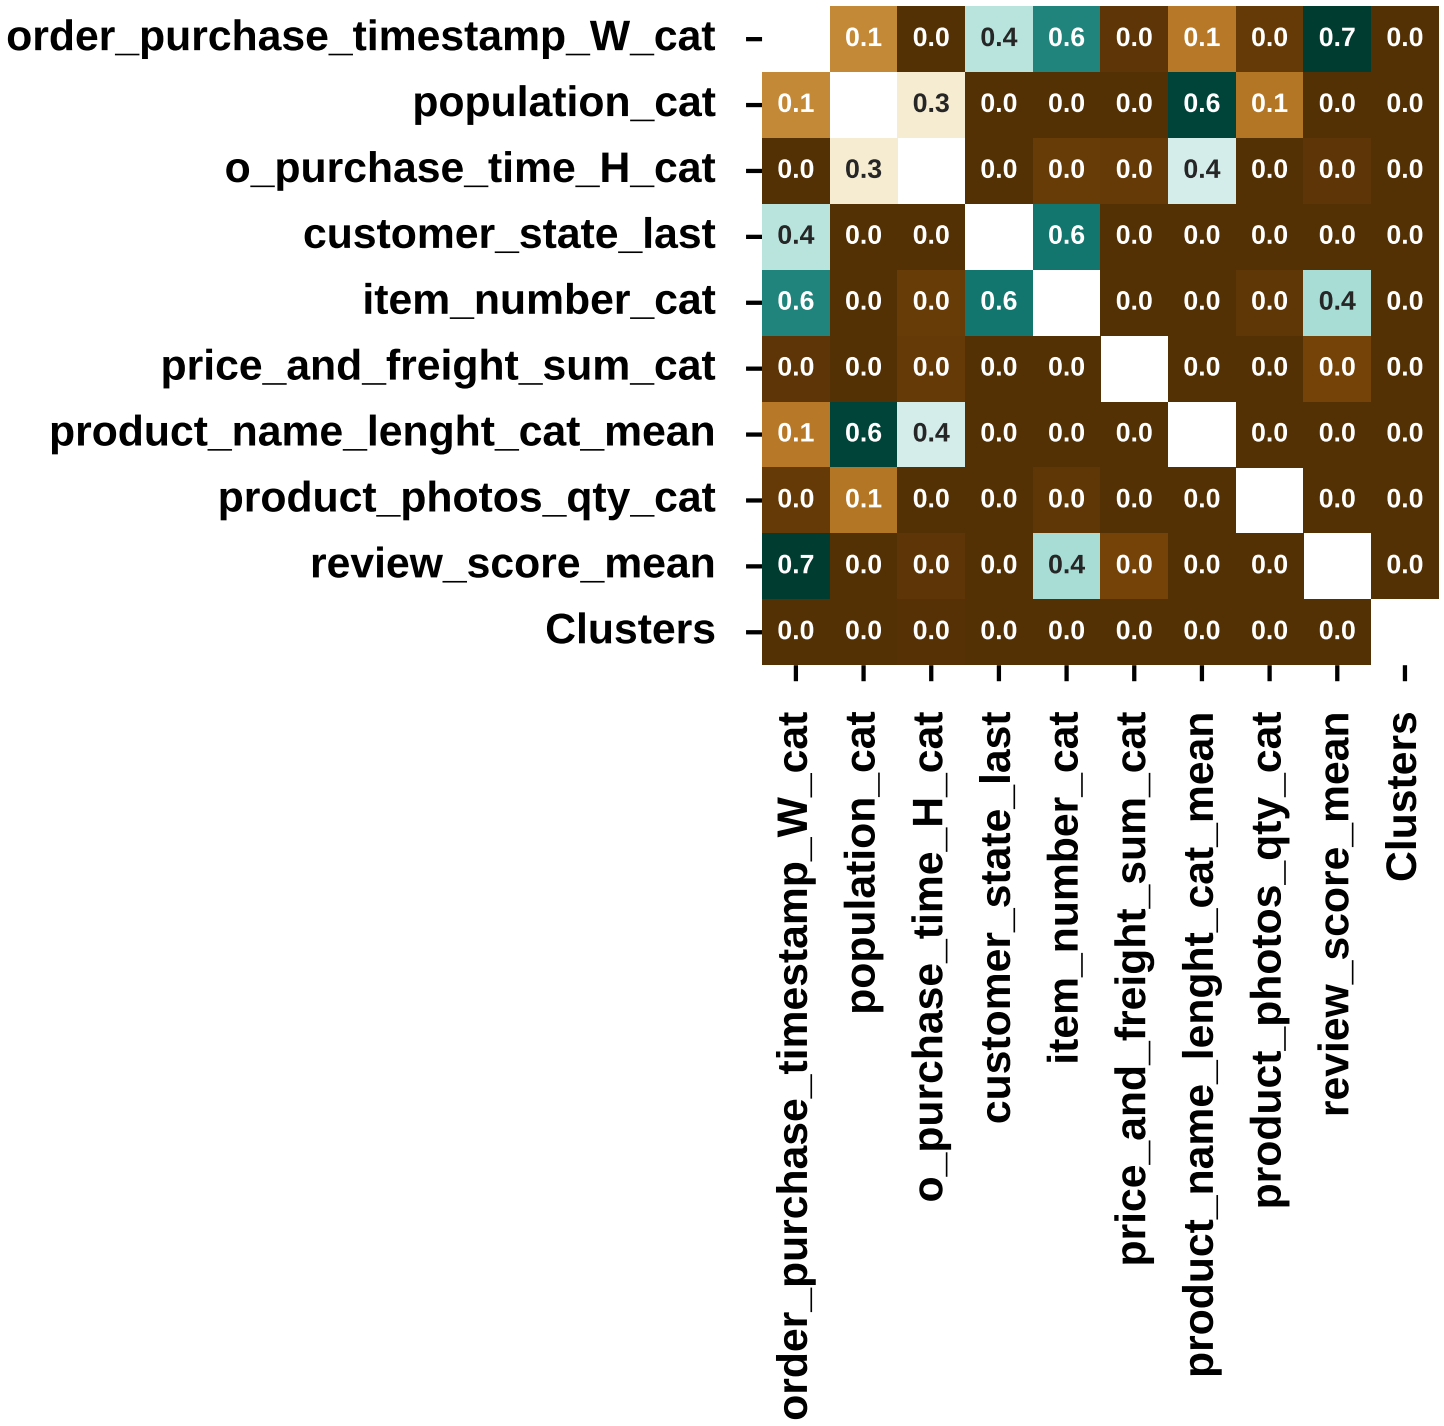 order_purchase_timestamp_W_cat 0.1 0.0 0.4 0.6 0.0 0.1 0.0 0.7 0.0
population_cat 0.1 0.3 0.0 0.0 0.0 0.6 0.1 0.0 0.0
o_purchase_time_H_cat 0.0 0.3 0.0 0.0 0.0 0.4 0.0 0.0 0.0
customer_state_last 0.4 0.0 0.0 0.6 0.0 0.0 0.0 0.0 0.0
item_number_cat 0.6 0.0 0.0 0.6 0.0 0.0 0.0 0.4 0.0
price_and_freight_sum_cat 0.0 0.0 0.0 0.0 0.0 0.0 0.0 0.0 0.0
product_name_lenght_cat_mean 0.1 0.6 0.4 0.0 0.0 0.0 0.0 0.0 0.0
product_photos_qty_cat 0.0 0.1 0.0 0.0 0.0 0.0 0.0 0.0 0.0
review_score_mean 0.7 0.0 0.0 0.0 0.4 0.0 0.0 0.0 0.0
Clusters 0.0 0.0 0.0 0.0 0.0 0.0 0.0 0.0 0.0
order_purchase_timestamp_W_cat
population_cat
o_purchase_time_H_cat
customer_state_last
item_number_cat
price_and_freight_sum_cat
product_name_lenght_cat_mean
product_photos_qty_cat
review_score_mean
Clusters